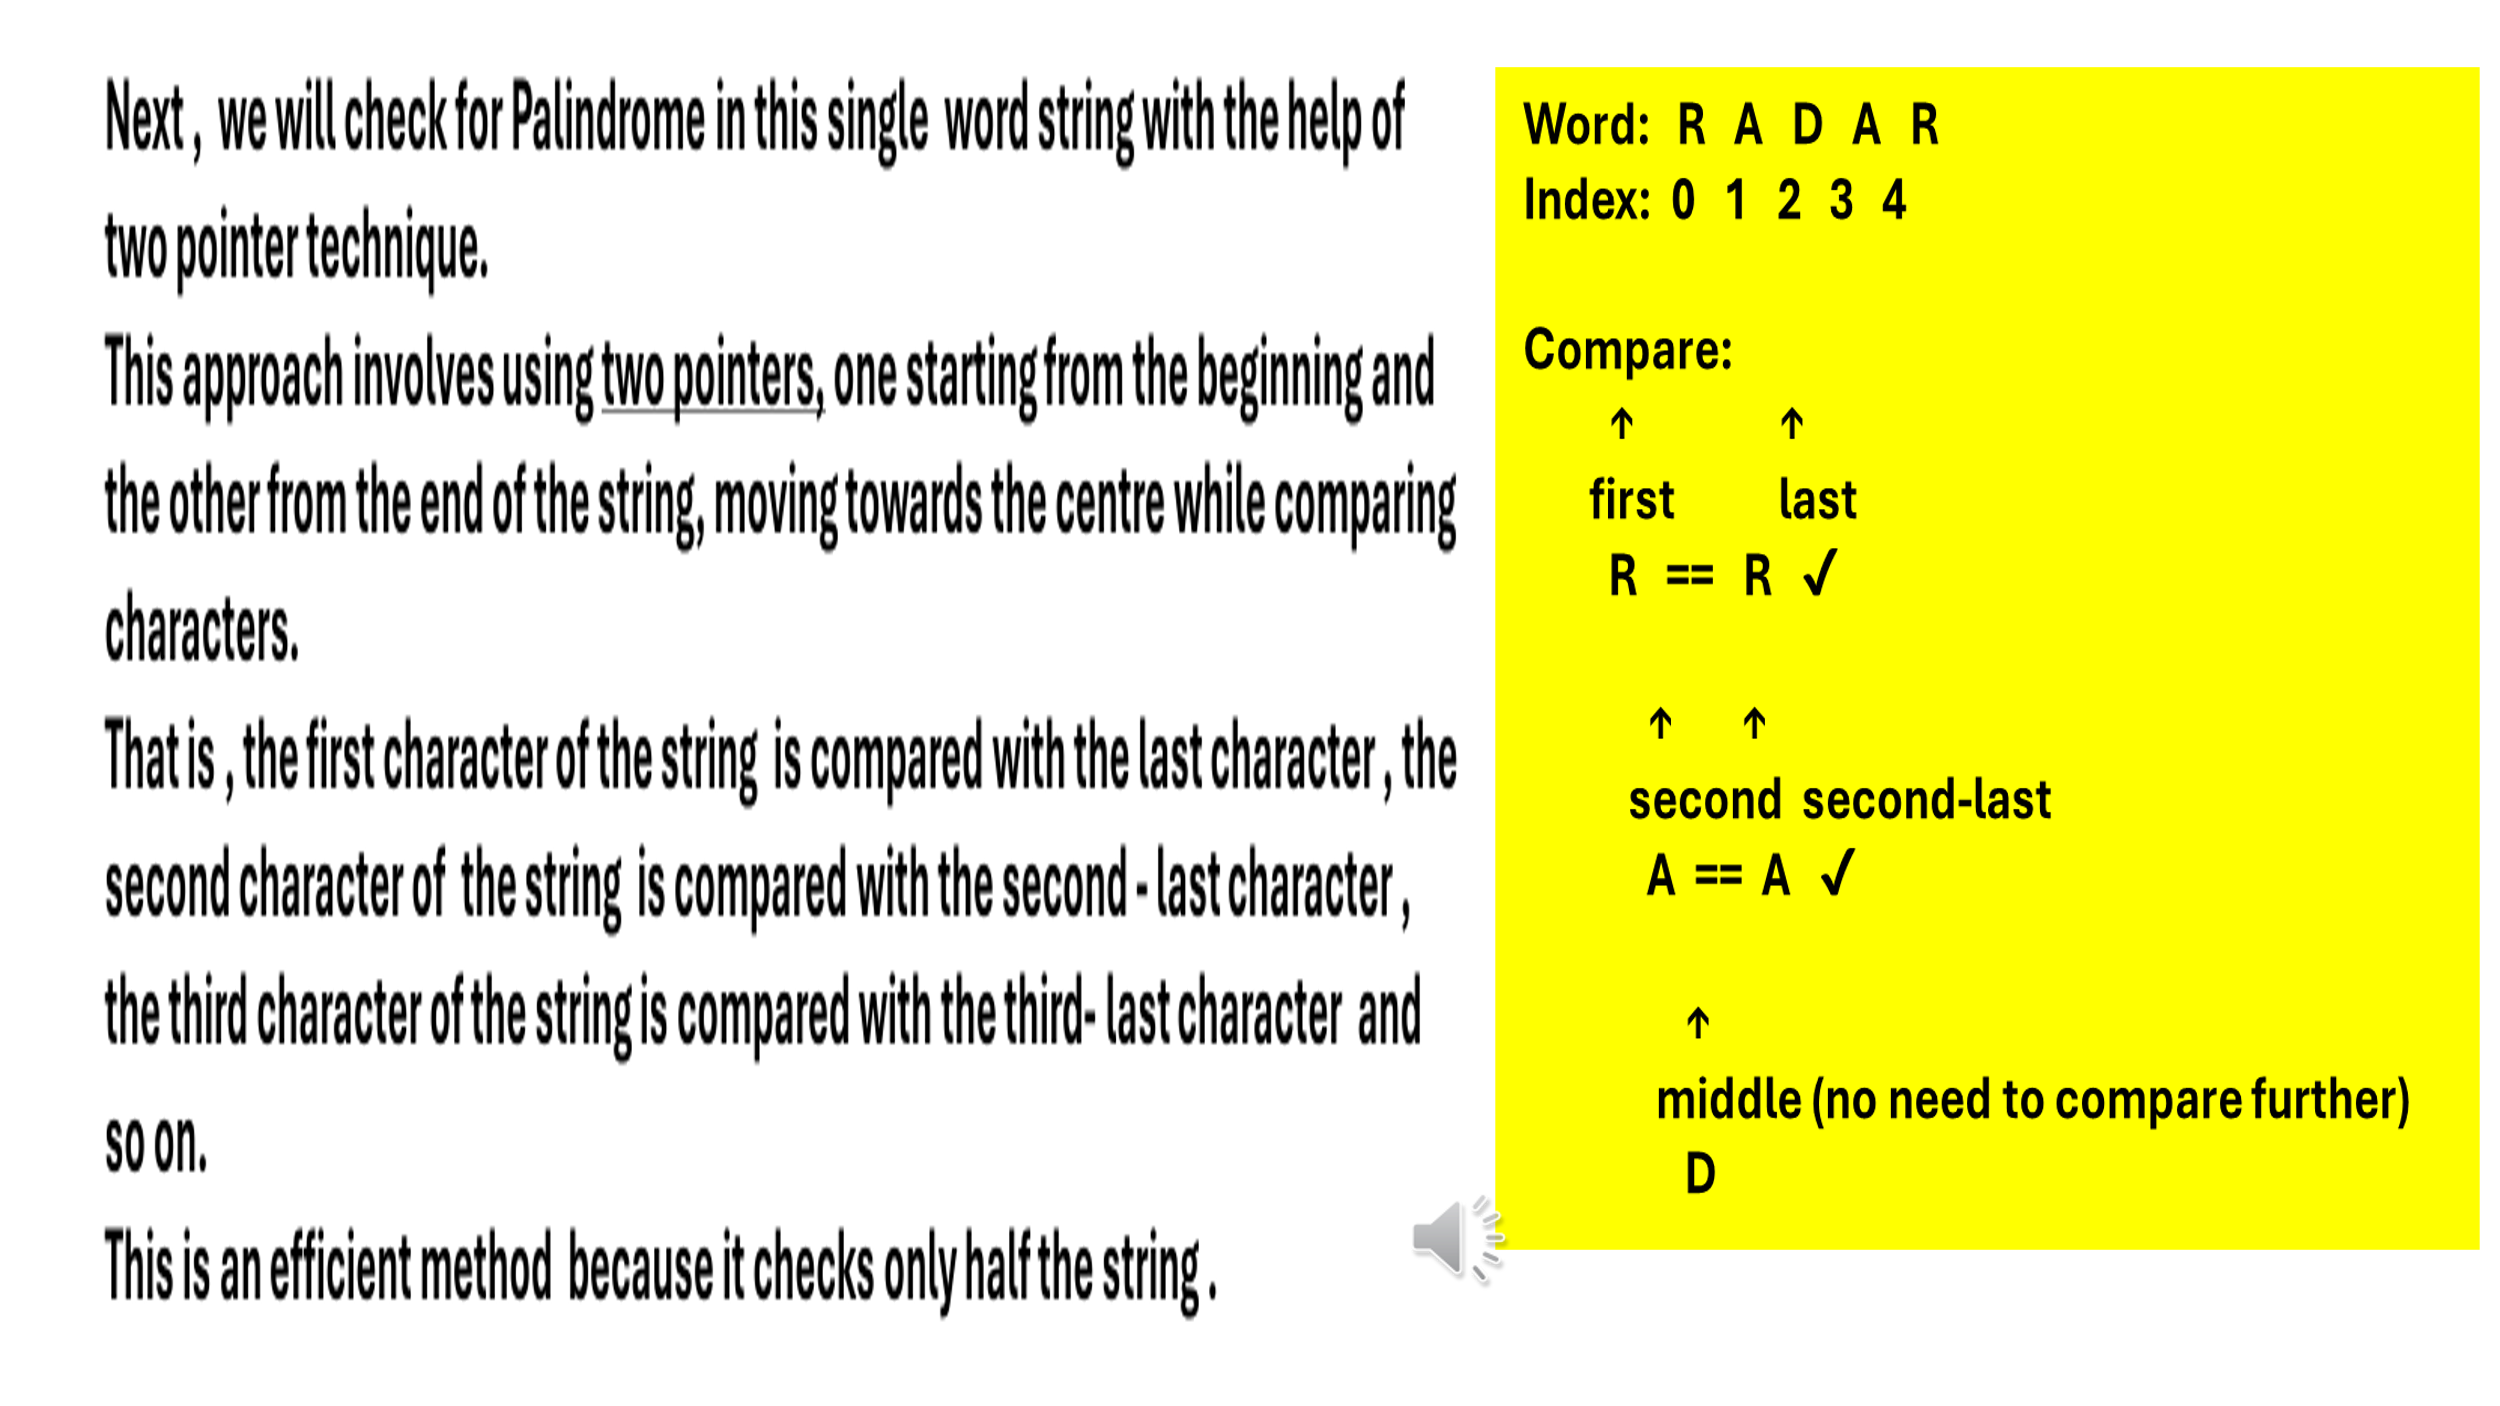 Next , we will check for Palindrome in this single word string with the help of
two pointer technique.
This approach involves using two pointers, one starting from the beginning and
the other from the end of the string, moving towards the centre while comparing
characters.
That is , the first character of the string is compared with the last character , the
second character of the string is compared with the second - last character ,
the third character of the string is compared with the third- last character and
so on.
This is an efficient method because it checks only half the string .
Word: R A D A R
Index: 0 1 2 3 4
Compare:
↑ ↑
first last
R == R ✓
↑ ↑
second second-last
A == A ✓
↑
middle (no need to compare further)
D